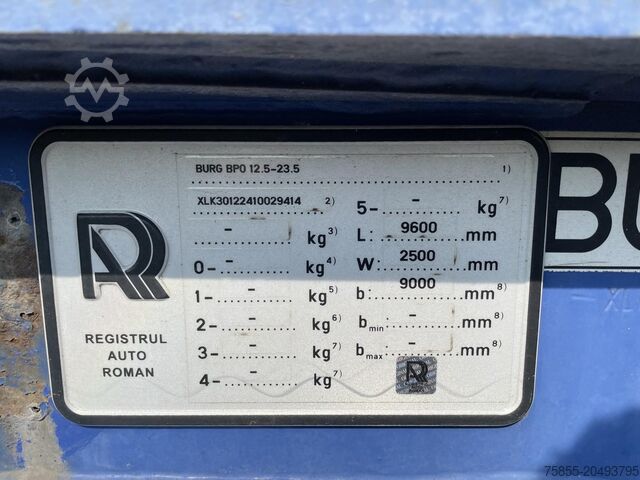 BURG BPO 12.5-23.5 1)
XLK30122410029414 2)
- kg 3)
0- - kg 4)
1- - kg 5)
2- - kg 6)
3- - kg 7)
4- - kg 7)
5- - kg 7)
L: 9600 mm
W: 2500 mm
b: 9000 mm 8)
b min: - mm 8)
b max: - mm 8)
R
REGISTRUL
AUTO
ROMAN
BU
75855-20493795